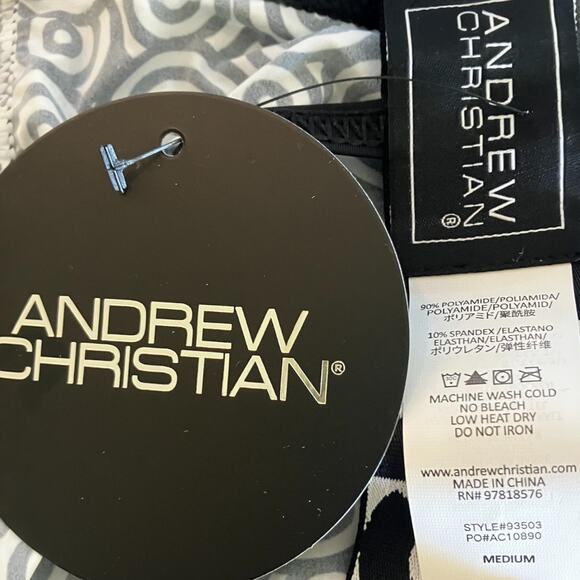 ANDREW
CHRISTIAN®
ANDREW
CHRISTIAN®
90% POLYAMIDE/POLIAMIDA/
POLYAMIDE/POLYAMID/
ポリアミド/聚酰胺
10% SPANDEX/ELASTANO
ELASTHAN/ELASTHAN/
ポリウレタン/弹性纤维
MACHINE WASH COLD
NO BLEACH
LOW HEAT DRY
DO NOT IRON
www.andrewchristian.com
MADE IN CHINA
RN# 97818576
STYLE#93503
PO#AC10890
MEDIUM